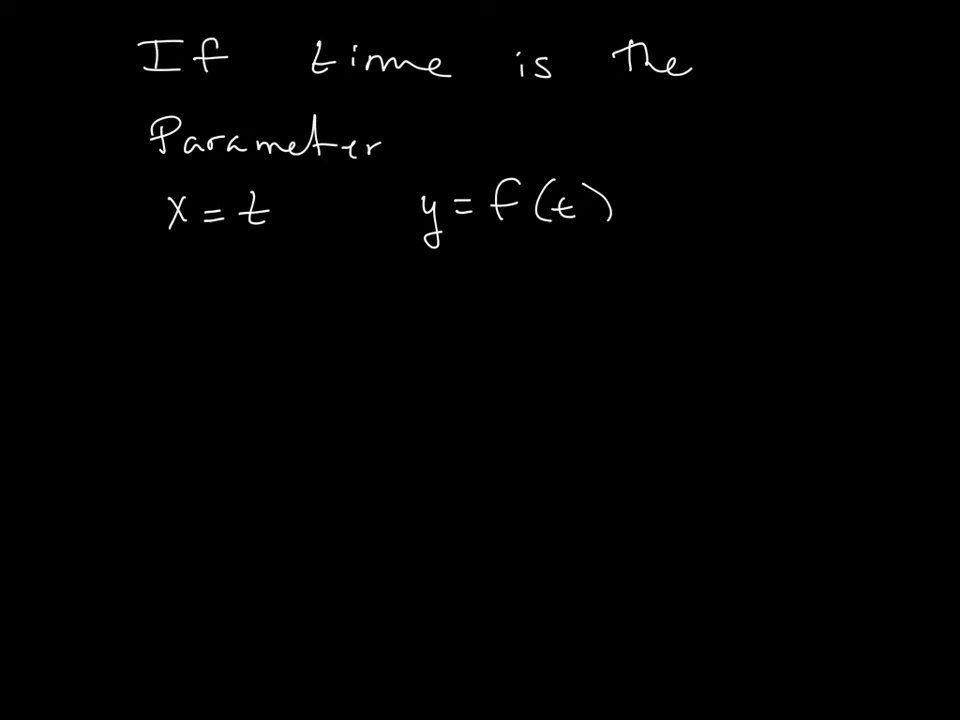 If time is the
Parameter
x = t y = f(t)